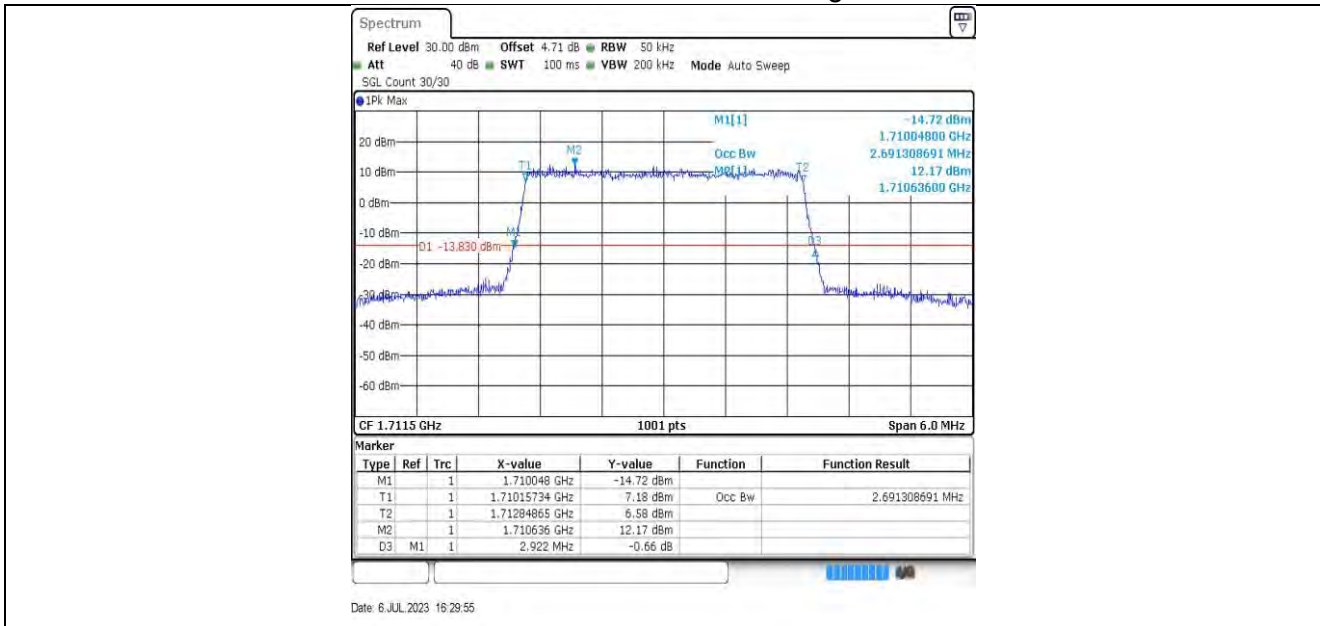 Spectrum
Ref Level 30.00 dBm Offset 4.71 dB RBW 50 kHz
Att 40 dB SWT 100 ms VBW 200 kHz Mode Auto Sweep
SGL Count 30/30
1Pk Max
M1[1] -14.72 dBm
1.71004800 GHz
20 dBm
M2
Occ Bw 2.691308691 MHz
10 dBm
T1
M2[1] 12.17 dBm
T2
1.71063600 GHz
0 dBm
-10 dBm
M1
D3
D1 -13.830 dBm
-20 dBm
-30 dBm
-40 dBm
-50 dBm
-60 dBm
CF 1.7115 GHz 1001 pts Span 6.0 MHz
Marker
Type Ref Trc X-value Y-value Function Function Result
M1 1 1.710048 GHz -14.72 dBm
T1 1 1.71015734 GHz 7.18 dBm Occ Bw 2.691308691 MHz
T2 1 1.71284865 GHz 6.58 dBm
M2 1 1.710636 GHz 12.17 dBm
D3 M1 1 2.922 MHz -0.66 dB
Date: 6.JUL.2023 16:29:55